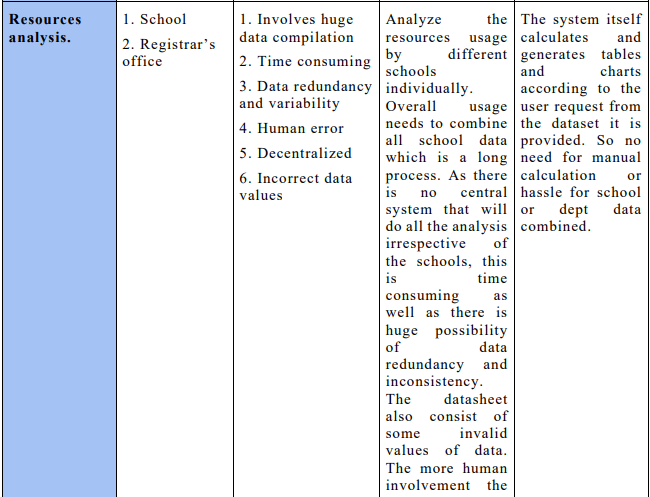 Resources
analysis.
1. School
2. Registrar's
office
1. Involves huge
data compilation
2. Time consuming
3. Data redundancy
and variability
4. Human error
5. Decentralized
6. Incorrect data
values
Analyze the
resources usage
by different
schools
individually.
Overall usage
needs to combine
all school data
which is a long
process. As there
is no central
system that will
do all the analysis
irrespective of
the schools, this
is time
consuming as
well as there is
huge possibility
of data
redundancy and
inconsistency.
The datasheet
also consist of
some invalid
values of data.
The more human
involvement the
The system itself
calculates and
generates tables
and charts
according to the
user request from
the dataset it is
provided. So no
need for manual
calculation or
hassle for school
or dept data
combined.